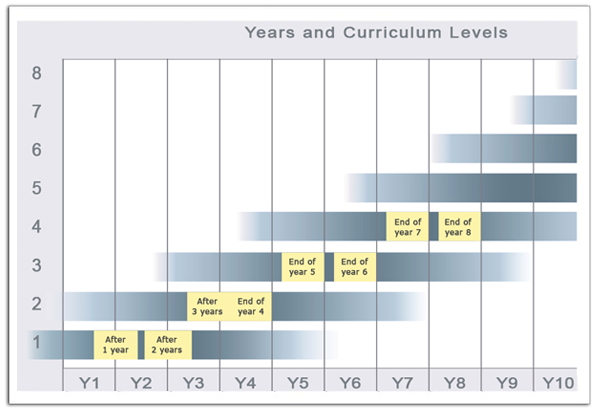 Years and Curriculum Levels
8
7
6
5
4
End of
year 7
End of
year 8
3
End of
year 5
End of
year 6
2
After
3 years
End of
year 4
1
After
1 year
After
2 years
Y1 Y2 Y3 Y4 Y5 Y6 Y7 Y8 Y9 Y10